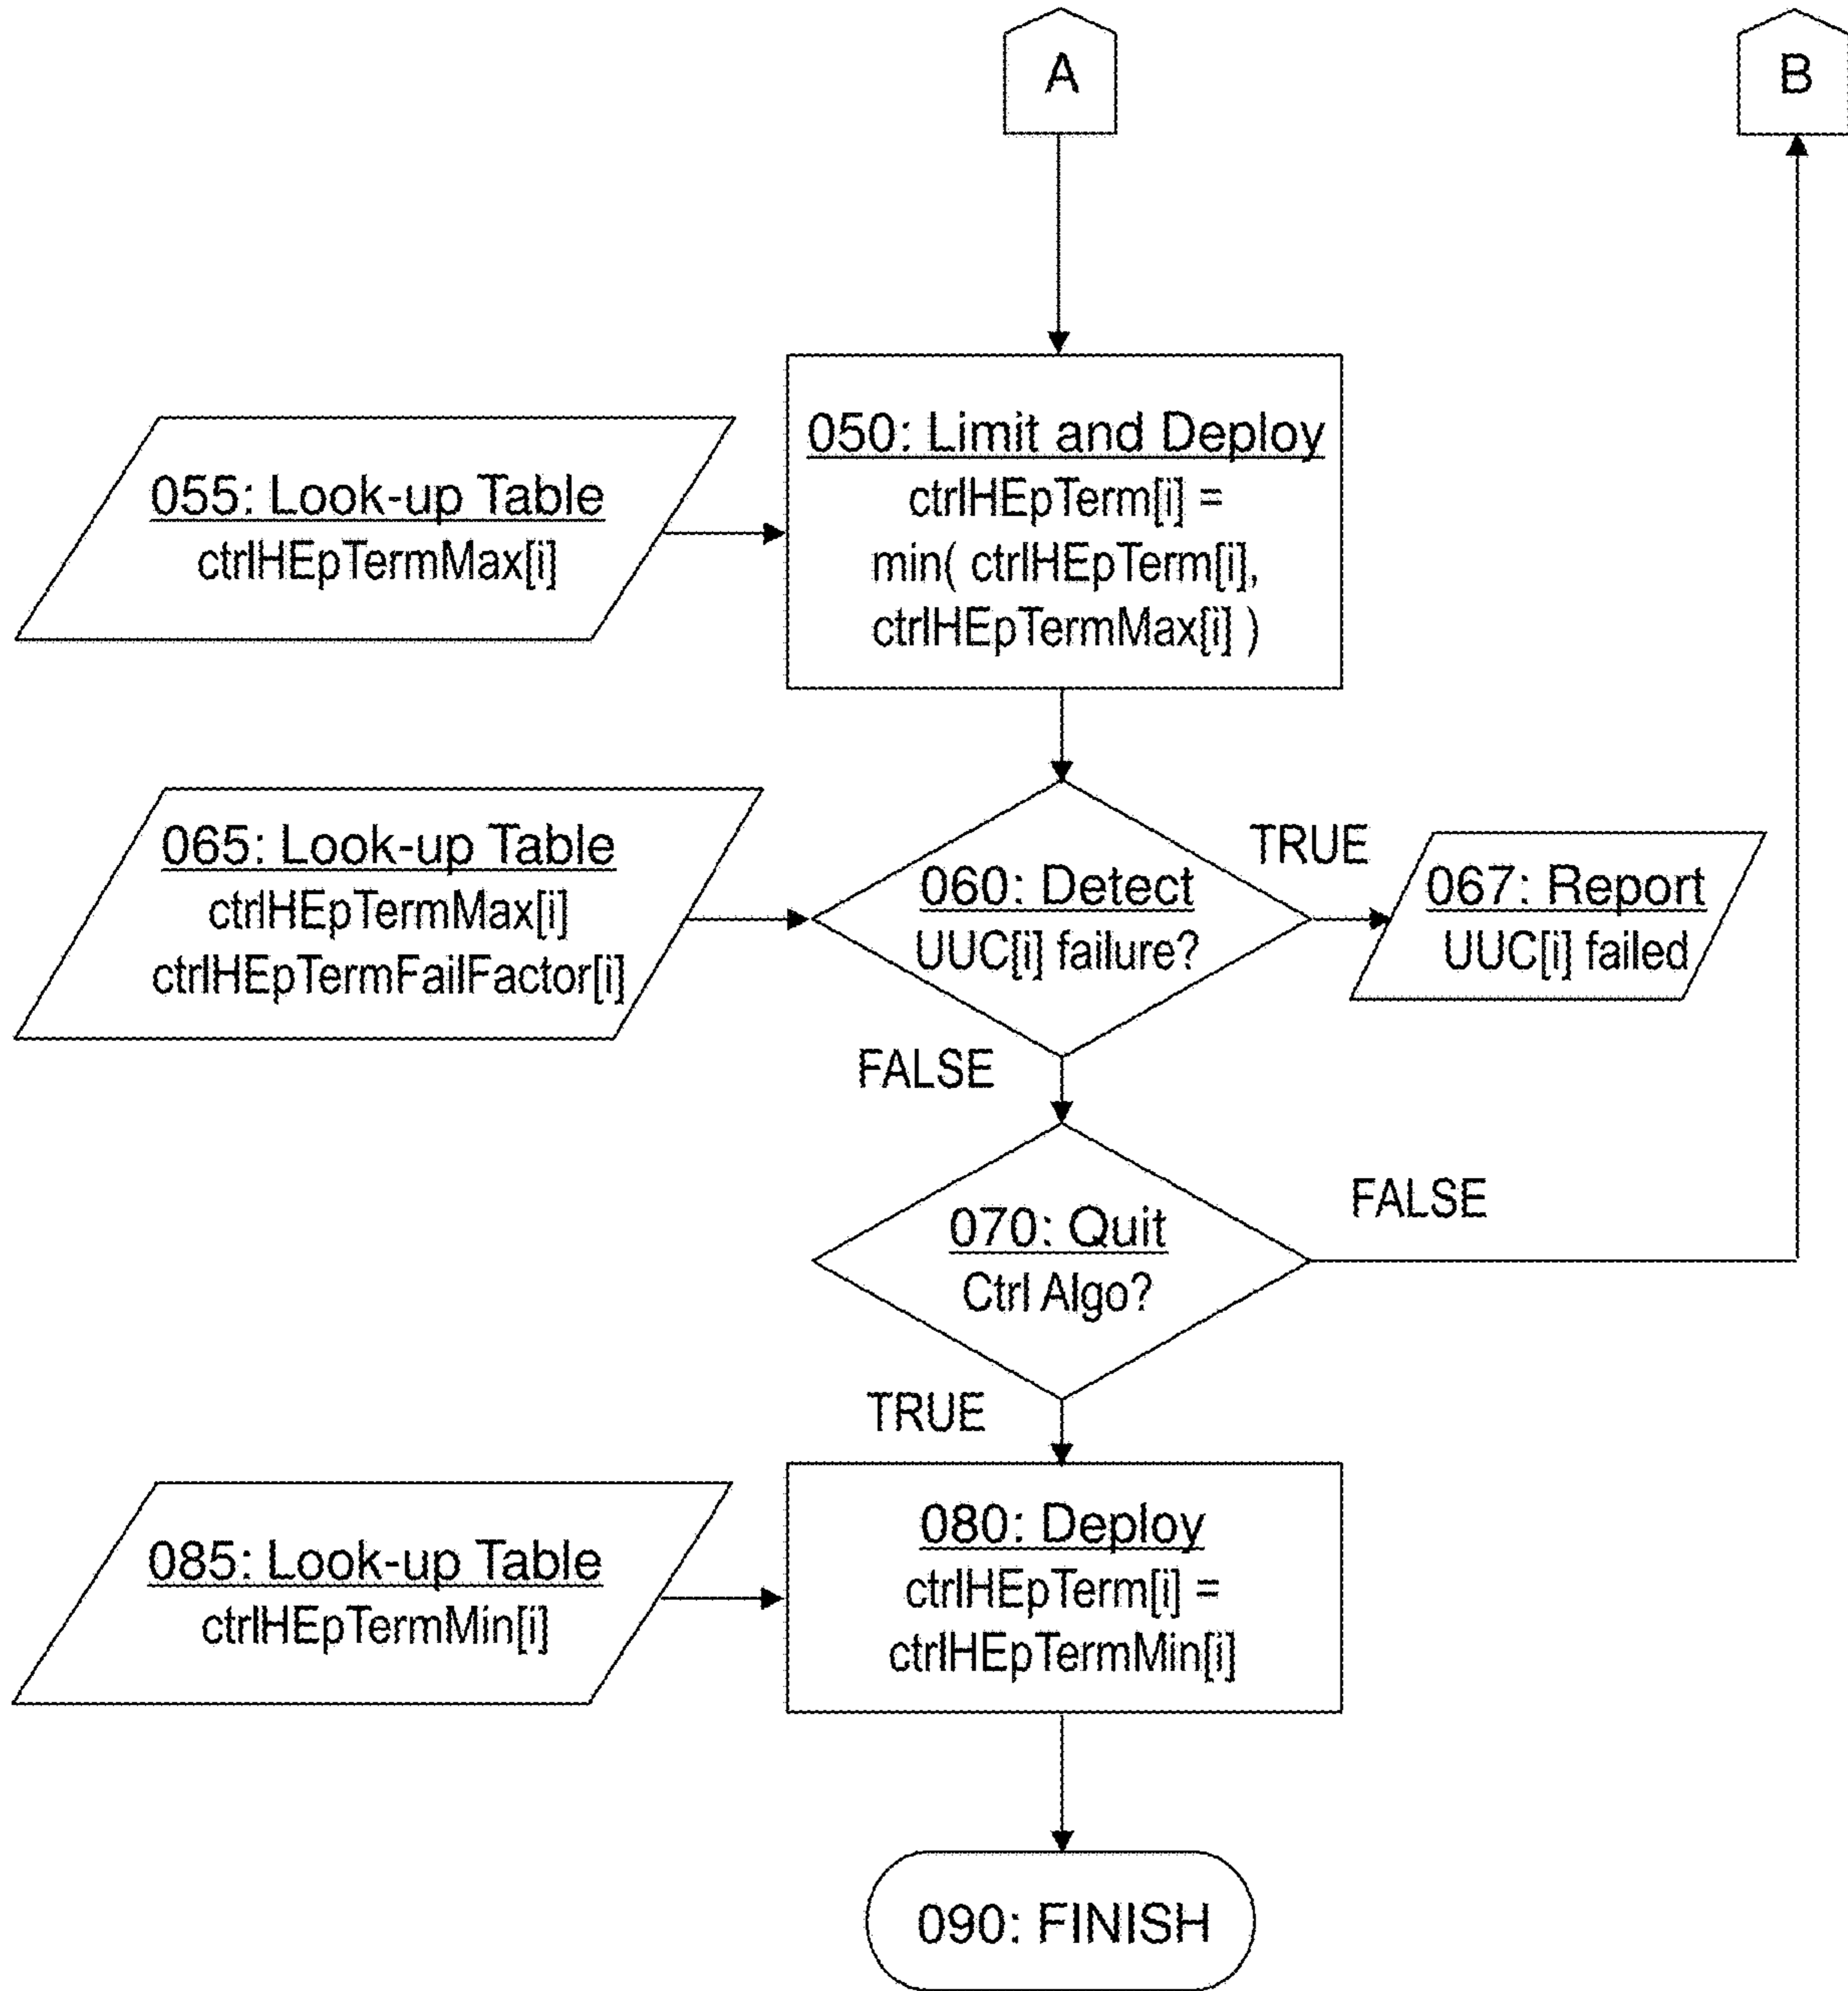 A
B
050: Limit and Deploy
ctrlHEpTerm[i] =
min( ctrlHEpTerm[i],
ctrlHEpTermMax[i] )
055: Look-up Table
ctrlHEpTermMax[i]
065: Look-up Table
ctrlHEpTermMax[i]
ctrlHEpTermFailFactor[i]
060: Detect
UUC[i] failure?
TRUE
067: Report
UUC[i] failed
FALSE
070: Quit
Ctrl Algo?
FALSE
TRUE
085: Look-up Table
ctrlHEpTermMin[i]
080: Deploy
ctrlHEpTerm[i] =
ctrlHEpTermMin[i]
090: FINISH